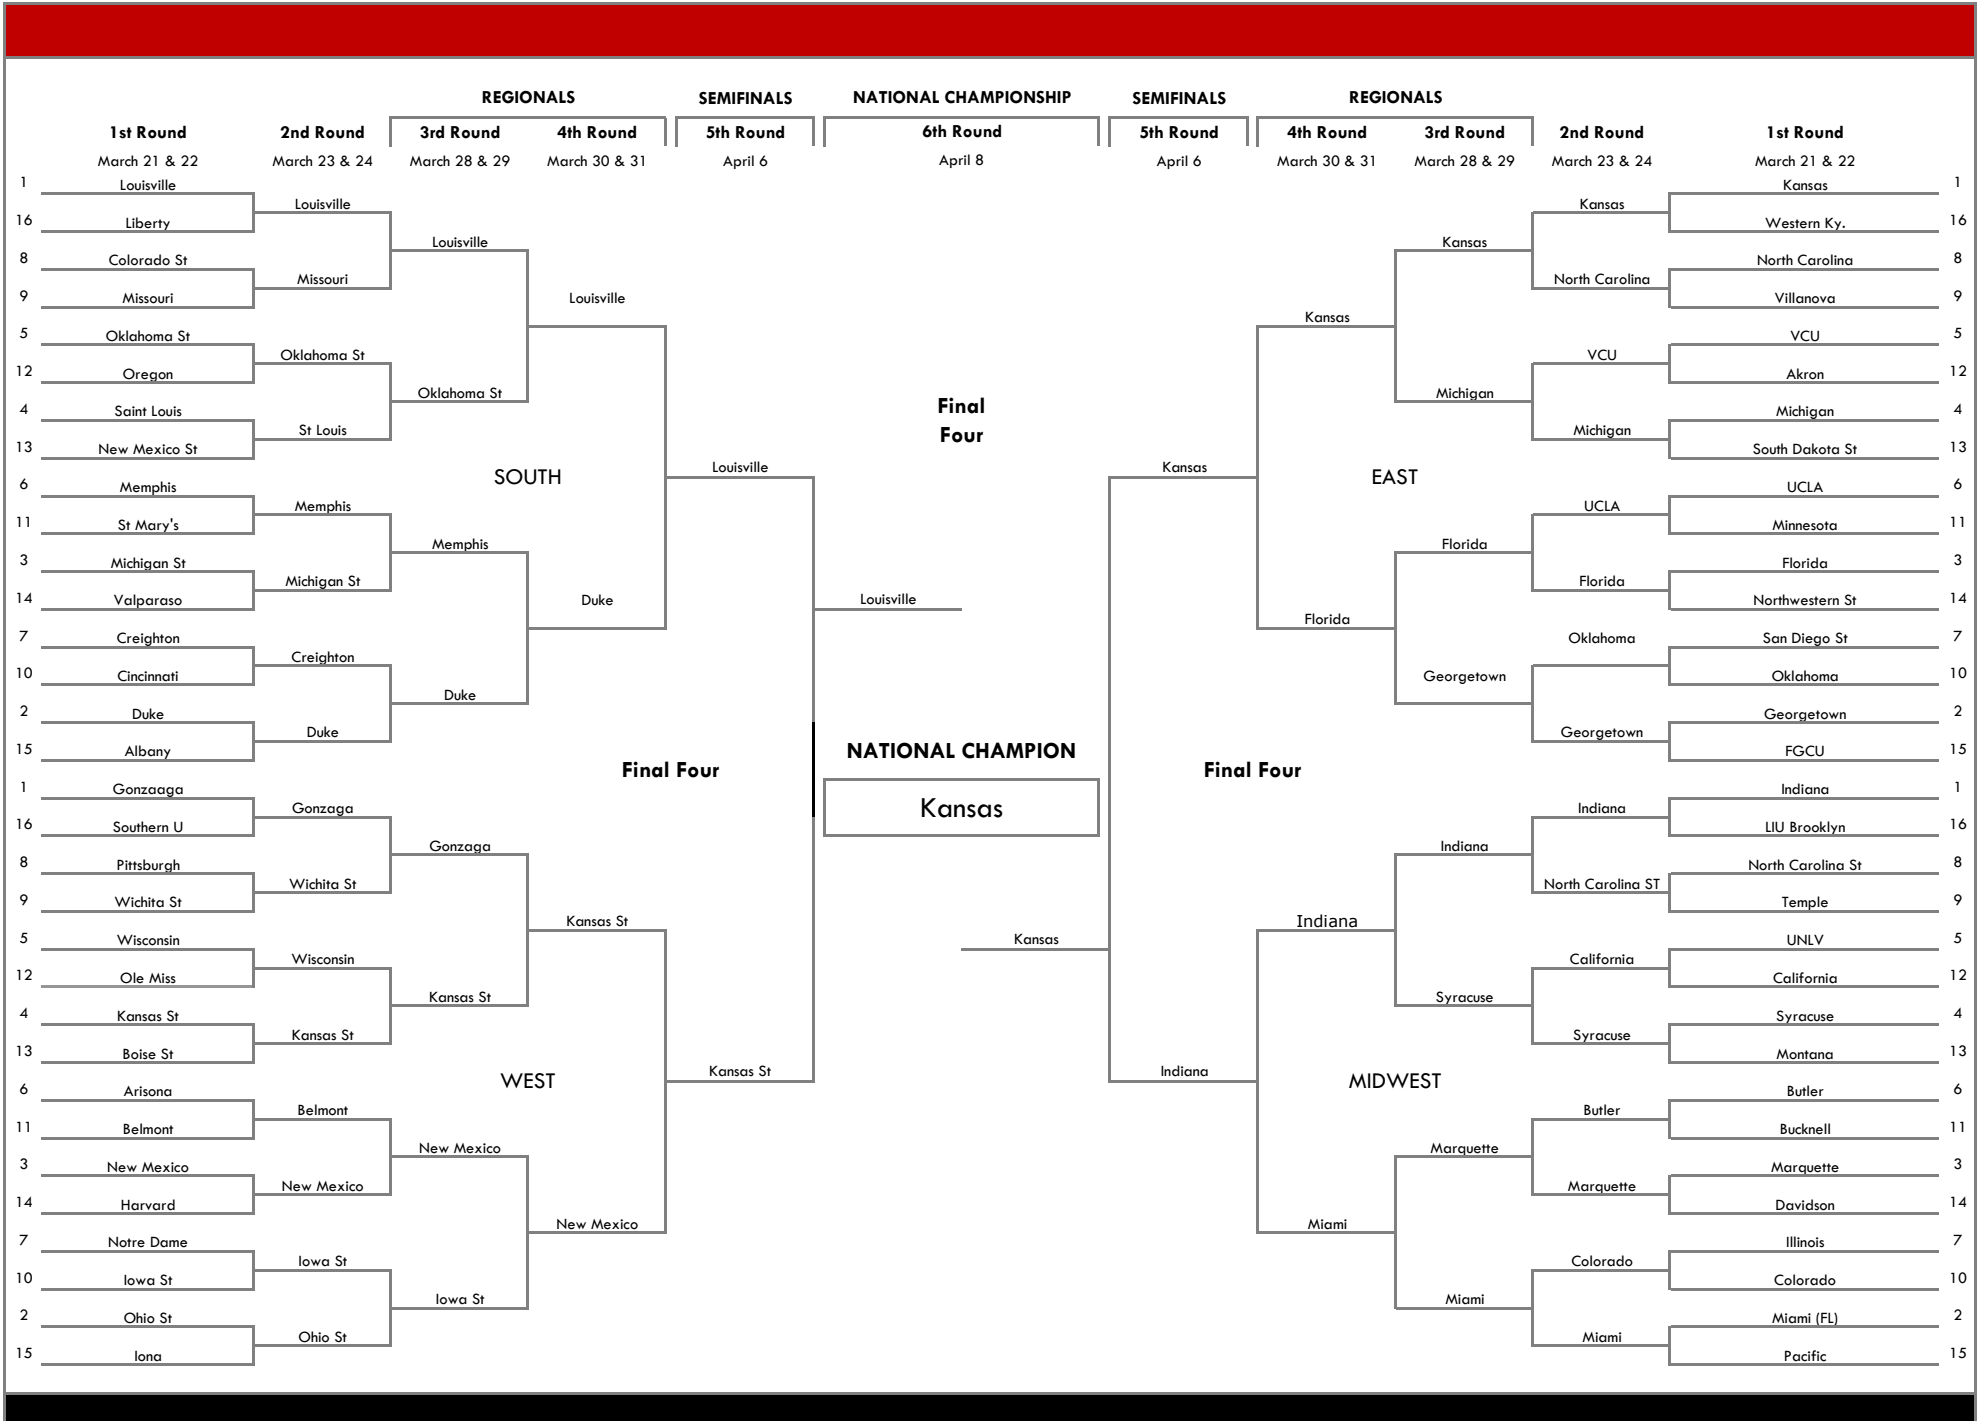 REGIONALS SEMIFINALS NATIONAL CHAMPIONSHIP SEMIFINALS REGIONALS
1st Round 2nd Round 3rd Round 4th Round 5th Round 6th Round 5th Round 4th Round 3rd Round 2nd Round 1st Round
March 21 & 22 March 23 & 24 March 28 & 29 March 30 & 31 April 6 April 8 April 6 March 30 & 31 March 28 & 29 March 23 & 24 March 21 & 22
1 Louisville Kansas 1
Louisville Kansas
16 Liberty Western Ky. 16
Louisville Kansas
8 Colorado St North Carolina 8
Missouri North Carolina
9 Missouri Louisville Villanova 9
Kansas
5 Oklahoma St VCU 5
Oklahoma St VCU
12 Oregon Akron 12
Oklahoma St Michigan
Final
4 Saint Louis Michigan 4
St Louis Four Michigan
13 New Mexico St South Dakota St 13
Louisville Kansas
SOUTH EAST
6 Memphis UCLA 6
Memphis UCLA
11 St Mary's Minnesota 11
Memphis Florida
3 Michigan St Florida 3
Michigan St Florida
14 Valparaso Duke Louisville Northwestern St 14
Florida
7 Creighton Oklahoma San Diego St 7
Creighton
10 Cincinnati Georgetown Oklahoma 10
Duke
2 Duke Georgetown 2
Duke Georgetown
15 Albany NATIONAL CHAMPION FGCU 15
Final Four Final Four
1 Gonzaaga Indiana 1
Gonzaga Kansas Indiana
16 Southern U LIU Brooklyn 16
Gonzaga Indiana
8 Pittsburgh North Carolina St 8
Wichita St North Carolina ST
9 Wichita St Temple 9
Kansas St Indiana
5 Wisconsin Kansas UNLV 5
Wisconsin California
12 Ole Miss California 12
Kansas St Syracuse
4 Kansas St Syracuse 4
Kansas St Syracuse
13 Boise St Montana 13
Kansas St Indiana
WEST MIDWEST
6 Arisona Butler 6
Belmont Butler
11 Belmont Bucknell 11
New Mexico Marquette
3 New Mexico Marquette 3
New Mexico Marquette
14 Harvard Davidson 14
New Mexico Miami
7 Notre Dame Illinois 7
Iowa St Colorado
10 Iowa St Colorado 10
Iowa St Miami
2 Ohio St Miami (FL) 2
Ohio St Miami
15 Iona Pacific 15